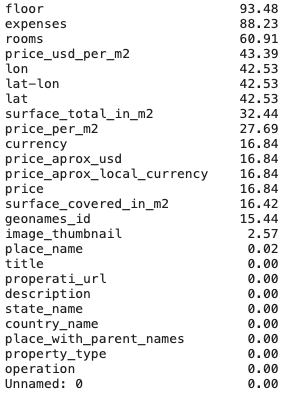 floor 93.48
expenses 88.23
rooms 60.91
price_usd_per_m2 43.39
lon 42.53
lat-lon 42.53
lat 42.53
surface_total_in_m2 32.44
price_per_m2 27.69
currency 16.84
price_aprox_usd 16.84
price_aprox_local_currency 16.84
price 16.84
surface_covered_in_m2 16.42
geonames_id 15.44
image_thumbnail 2.57
place_name 0.02
title 0.00
properati_url 0.00
description 0.00
state_name 0.00
country_name 0.00
place_with_parent_names 0.00
property_type 0.00
operation 0.00
Unnamed: 0 0.00